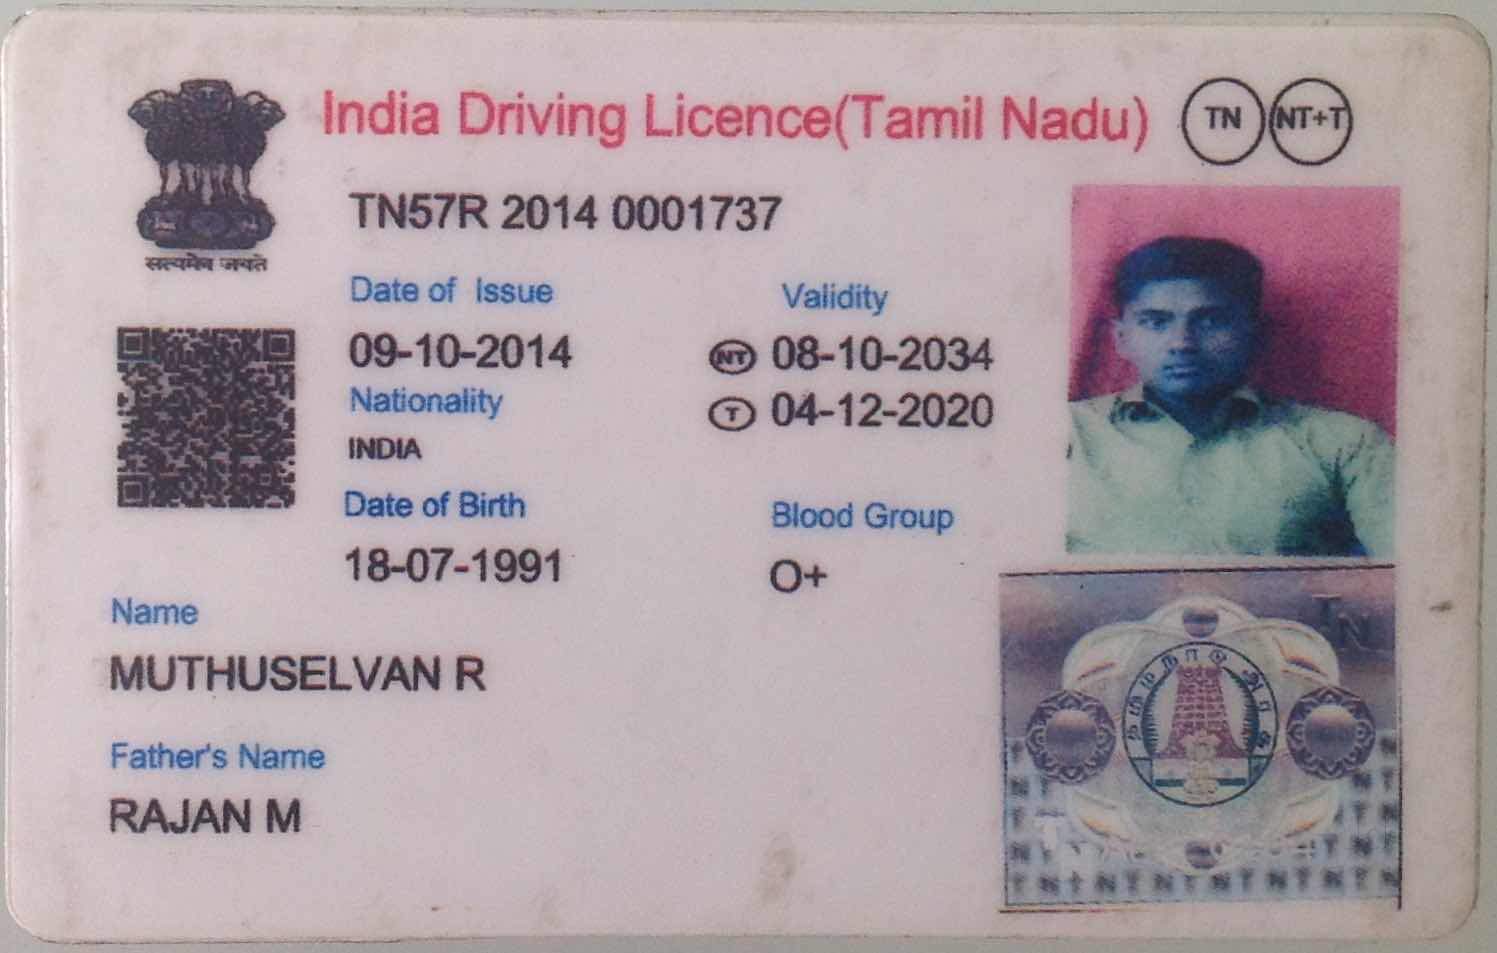 India Driving Licence(Tamil Nadu)
TN
NT+T
TN57R 2014 0001737
सत्यमेव जयते
Date of Issue
Validity
09-10-2014
NT 08-10-2034
Nationality
T 04-12-2020
INDIA
Date of Birth
Blood Group
18-07-1991
O+
Name
MUTHUSELVAN R
Father's Name
RAJAN M
TN